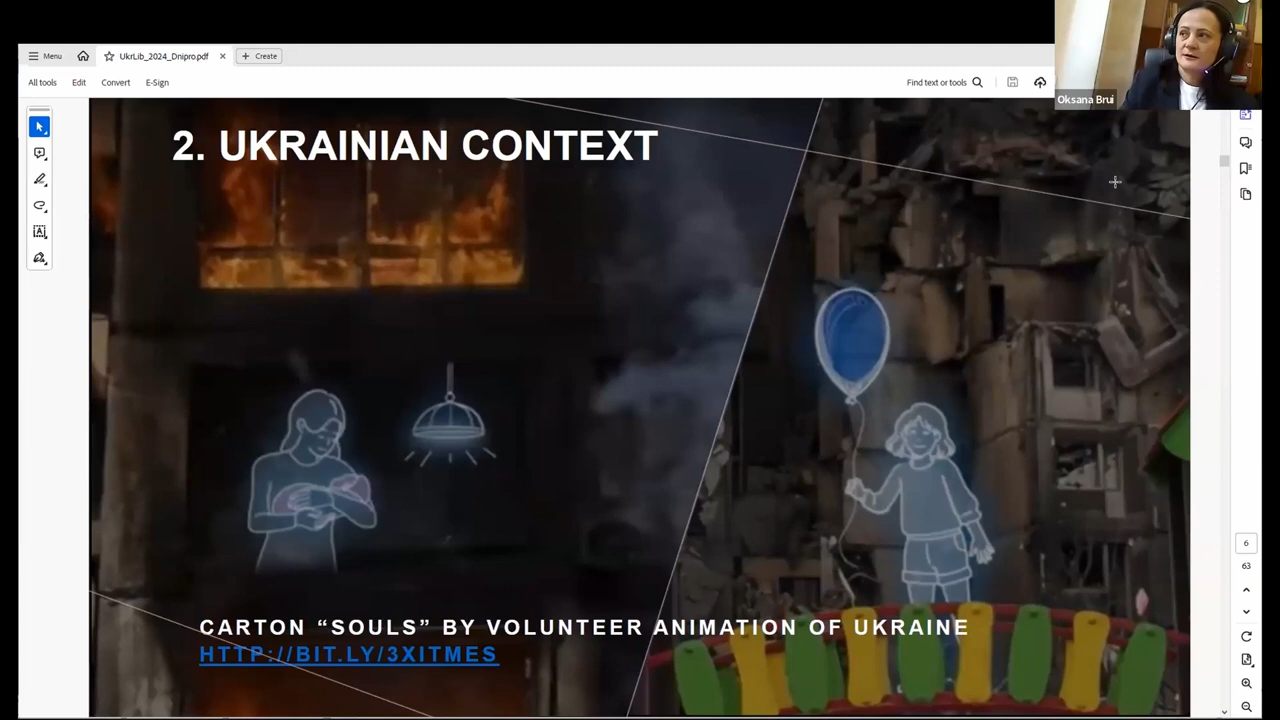 Menu
UkrLib_2024_Dnipro.pdf
Create
All tools
Edit
Convert
E-Sign
Find text or tools
Oksana Brui
2. UKRAINIAN CONTEXT
CARTON “SOULS” BY VOLUNTEER ANIMATION OF UKRAINE
HTTP://BIT.LY/3XITMES
6
63